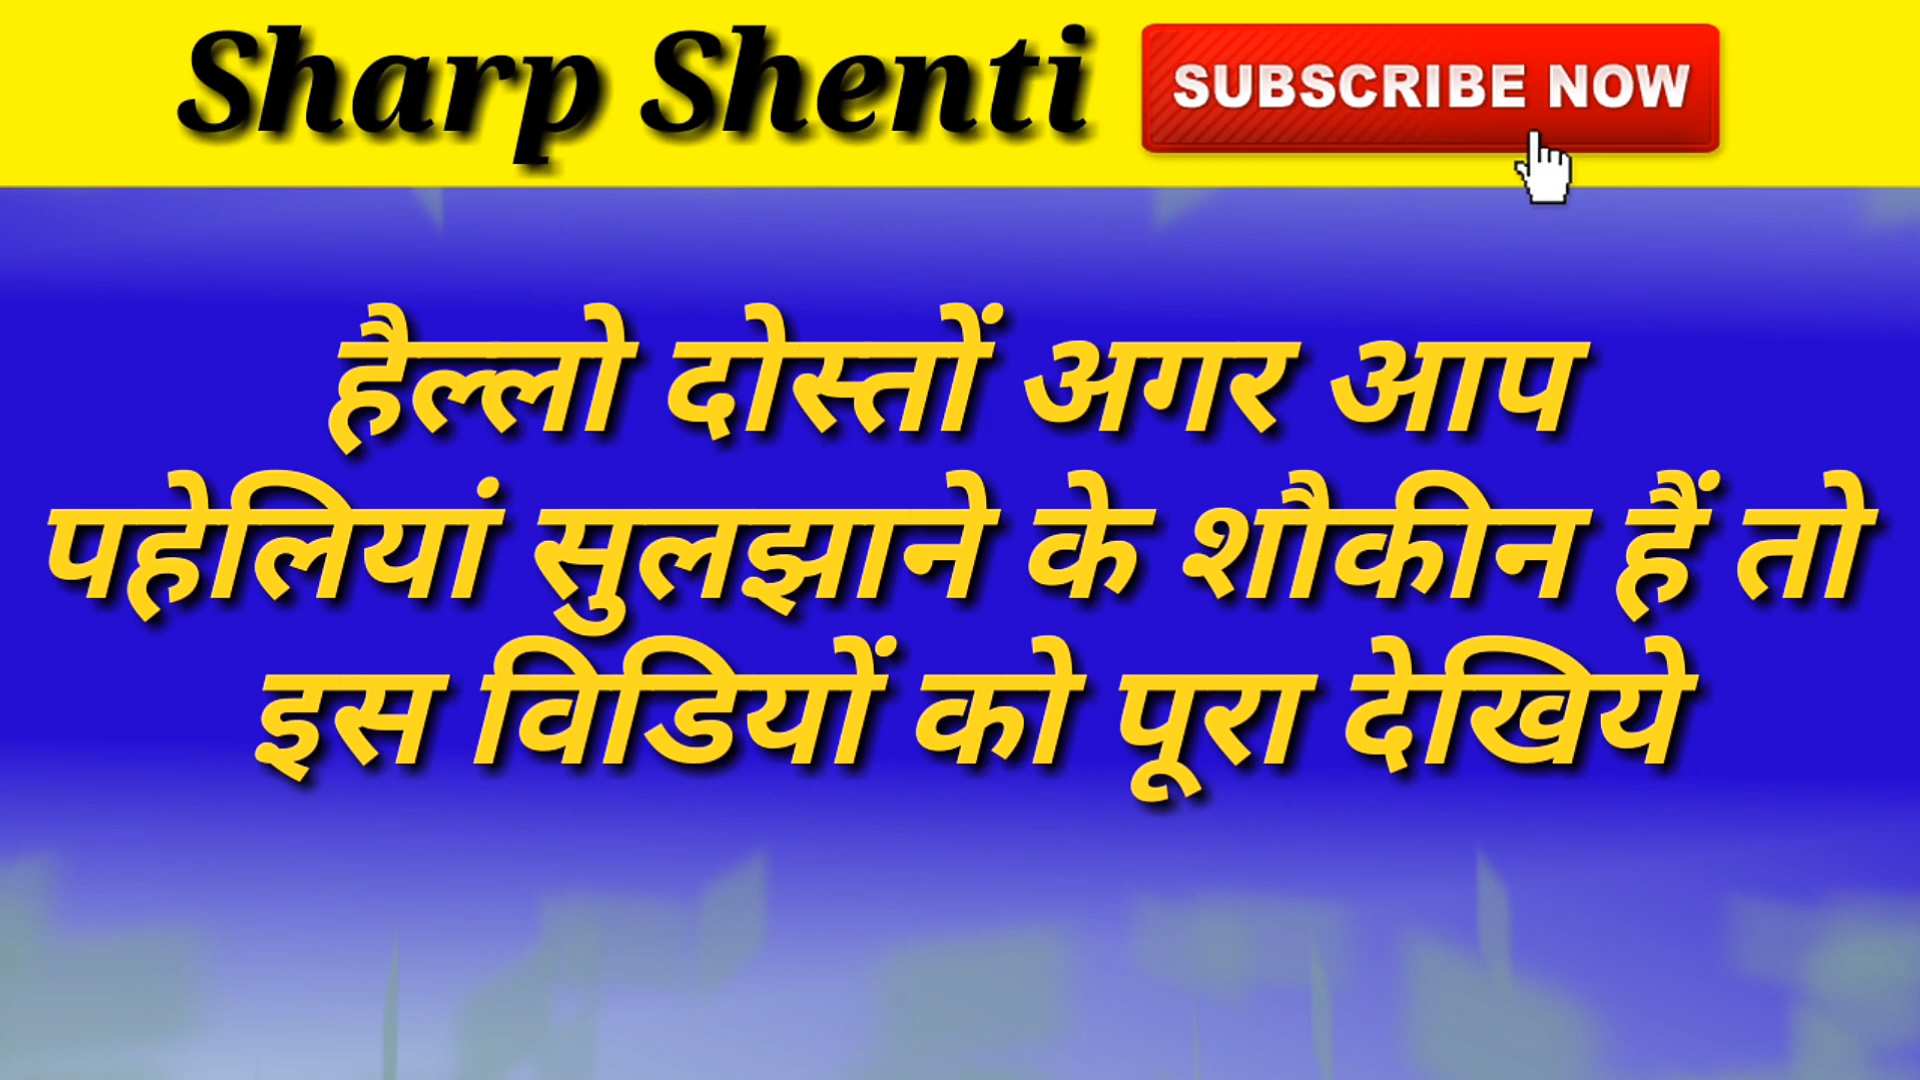 Sharp Shenti
SUBSCRIBE NOW
हैल्लो दोस्तों अगर आप
पहेलियां सुलझाने के शौकीन हैं तो
इस विडियों को पूरा देखिये